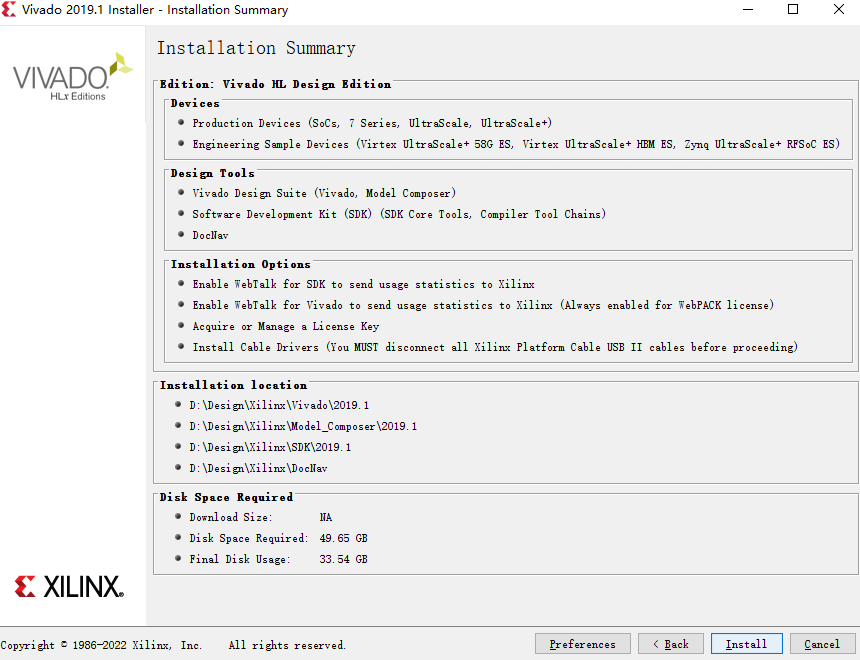 Vivado 2019.1 Installer - Installation Summary
VIVADO.
HLx Editions
Installation Summary
Edition: Vivado HL Design Edition
Devices
Production Devices (SoCs, 7 Series, UltraScale, UltraScale+)
Engineering Sample Devices (Virtex UltraScale+ 58G ES, Virtex UltraScale+ HBM ES, Zynq UltraScale+ RFSoC ES)
Design Tools
Vivado Design Suite (Vivado, Model Composer)
Software Development Kit (SDK) (SDK Core Tools, Compiler Tool Chains)
DocNav
Installation Options
Enable WebTalk for SDK to send usage statistics to Xilinx
Enable WebTalk for Vivado to send usage statistics to Xilinx (Always enabled for WebPACK license)
Acquire or Manage a License Key
Install Cable Drivers (You MUST disconnect all Xilinx Platform Cable USB II cables before proceeding)
Installation location
D:\Design\Xilinx\Vivado\2019.1
D:\Design\Xilinx\Model_Composer\2019.1
D:\Design\Xilinx\SDK\2019.1
D:\Design\Xilinx\DocNav
Disk Space Required
Download Size: NA
Disk Space Required: 49.65 GB
Final Disk Usage: 33.54 GB
XILINX®
Copyright © 1986-2022 Xilinx, Inc. All rights reserved.
Preferences < Back Install Cancel